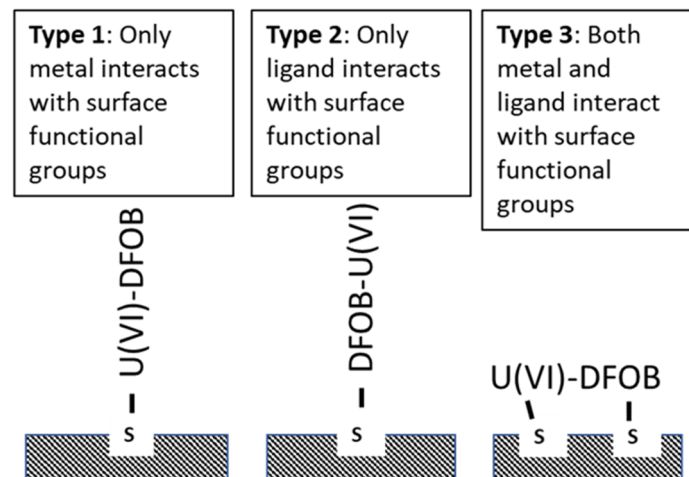 Type 1: Only
metal interacts
with surface
functional
groups
Type 2: Only
ligand interacts
with surface
functional
groups
Type 3: Both
metal and
ligand interact
with surface
functional
groups
U(VI)-DFOB
DFOB-U(VI)
U(VI)-DFOB
S
S
S
S